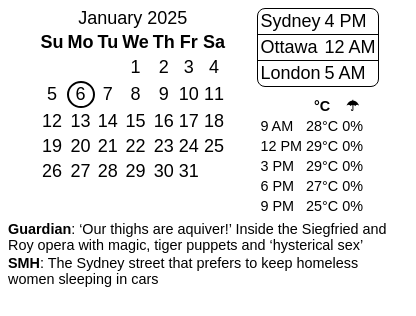 January 2025
Su Mo Tu We Th Fr Sa
1 2 3 4
5 6 7 8 9 10 11
12 13 14 15 16 17 18
19 20 21 22 23 24 25
26 27 28 29 30 31
Sydney 4 PM
Ottawa 12 AM
London 5 AM
°C ☂
9 AM 28°C 0%
12 PM 29°C 0%
3 PM 29°C 0%
6 PM 27°C 0%
9 PM 25°C 0%
Guardian: ‘Our thighs are aquiver!’ Inside the Siegfried and
Roy opera with magic, tiger puppets and ‘hysterical sex’
SMH: The Sydney street that prefers to keep homeless
women sleeping in cars